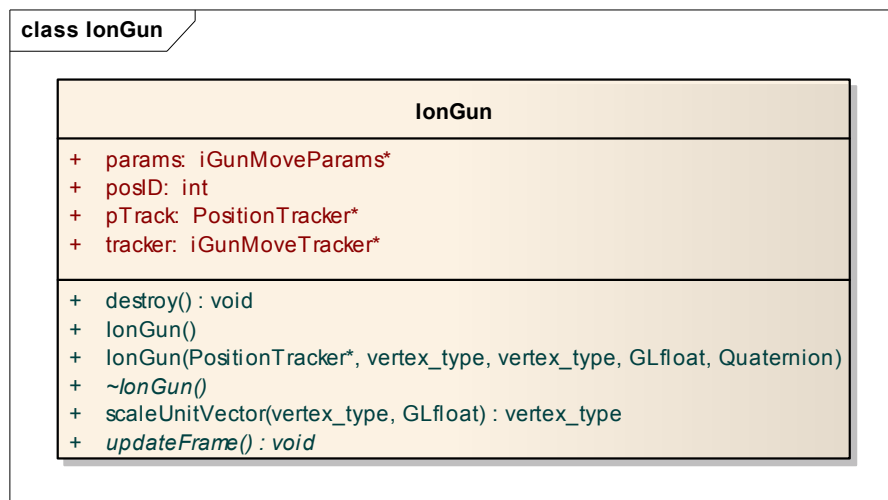 class IonGun
IonGun
+ params: iGunMoveParams*
+ posID: int
+ pTrack: PositionTracker*
+ tracker: iGunMoveTracker*
+ destroy() : void
+ IonGun()
+ IonGun(PositionTracker*, vertex_type, vertex_type, GLfloat, Quaternion)
+ ~IonGun()
+ scaleUnitVector(vertex_type, GLfloat) : vertex_type
+ updateFrame() : void